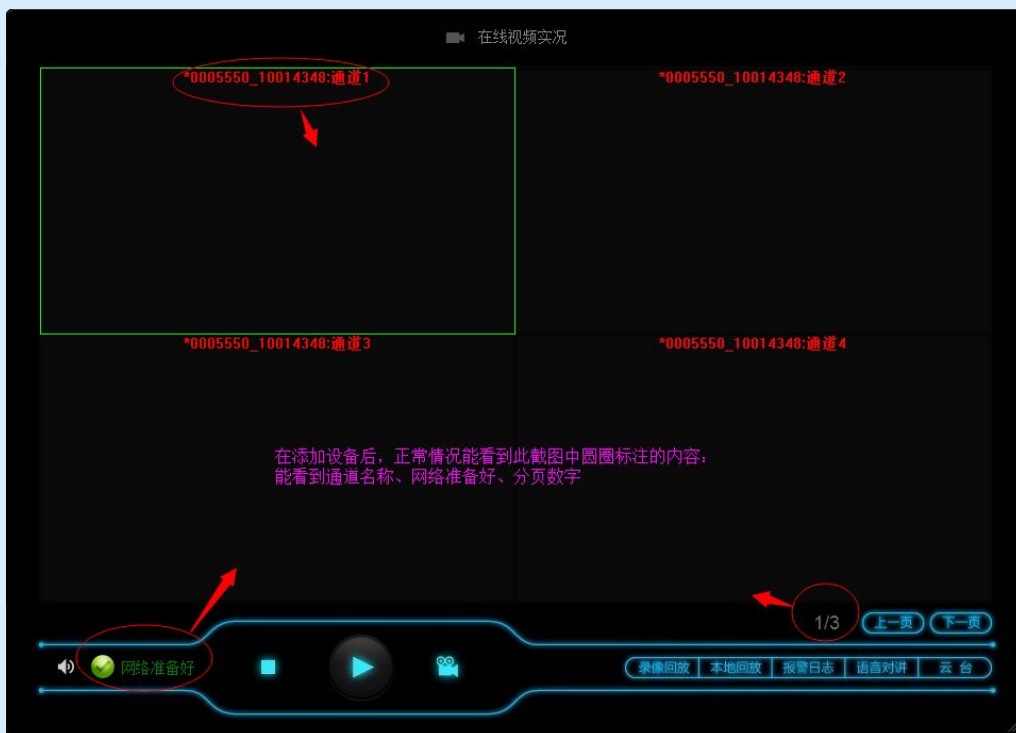 在线视频实况
*0005550_10014348:通道1
*0005550_10014348:通道2
*0005550_10014348:通道3
*0005550_10014348:通道4
在添加设备后，正常情况能看到此截图中圆圈标注的内容：
能看到通道名称、网络准备好、分页数字
1/3
上一页
下一页
网络准备好
录像回放
本地回放
报警日志
语音对讲
云 台